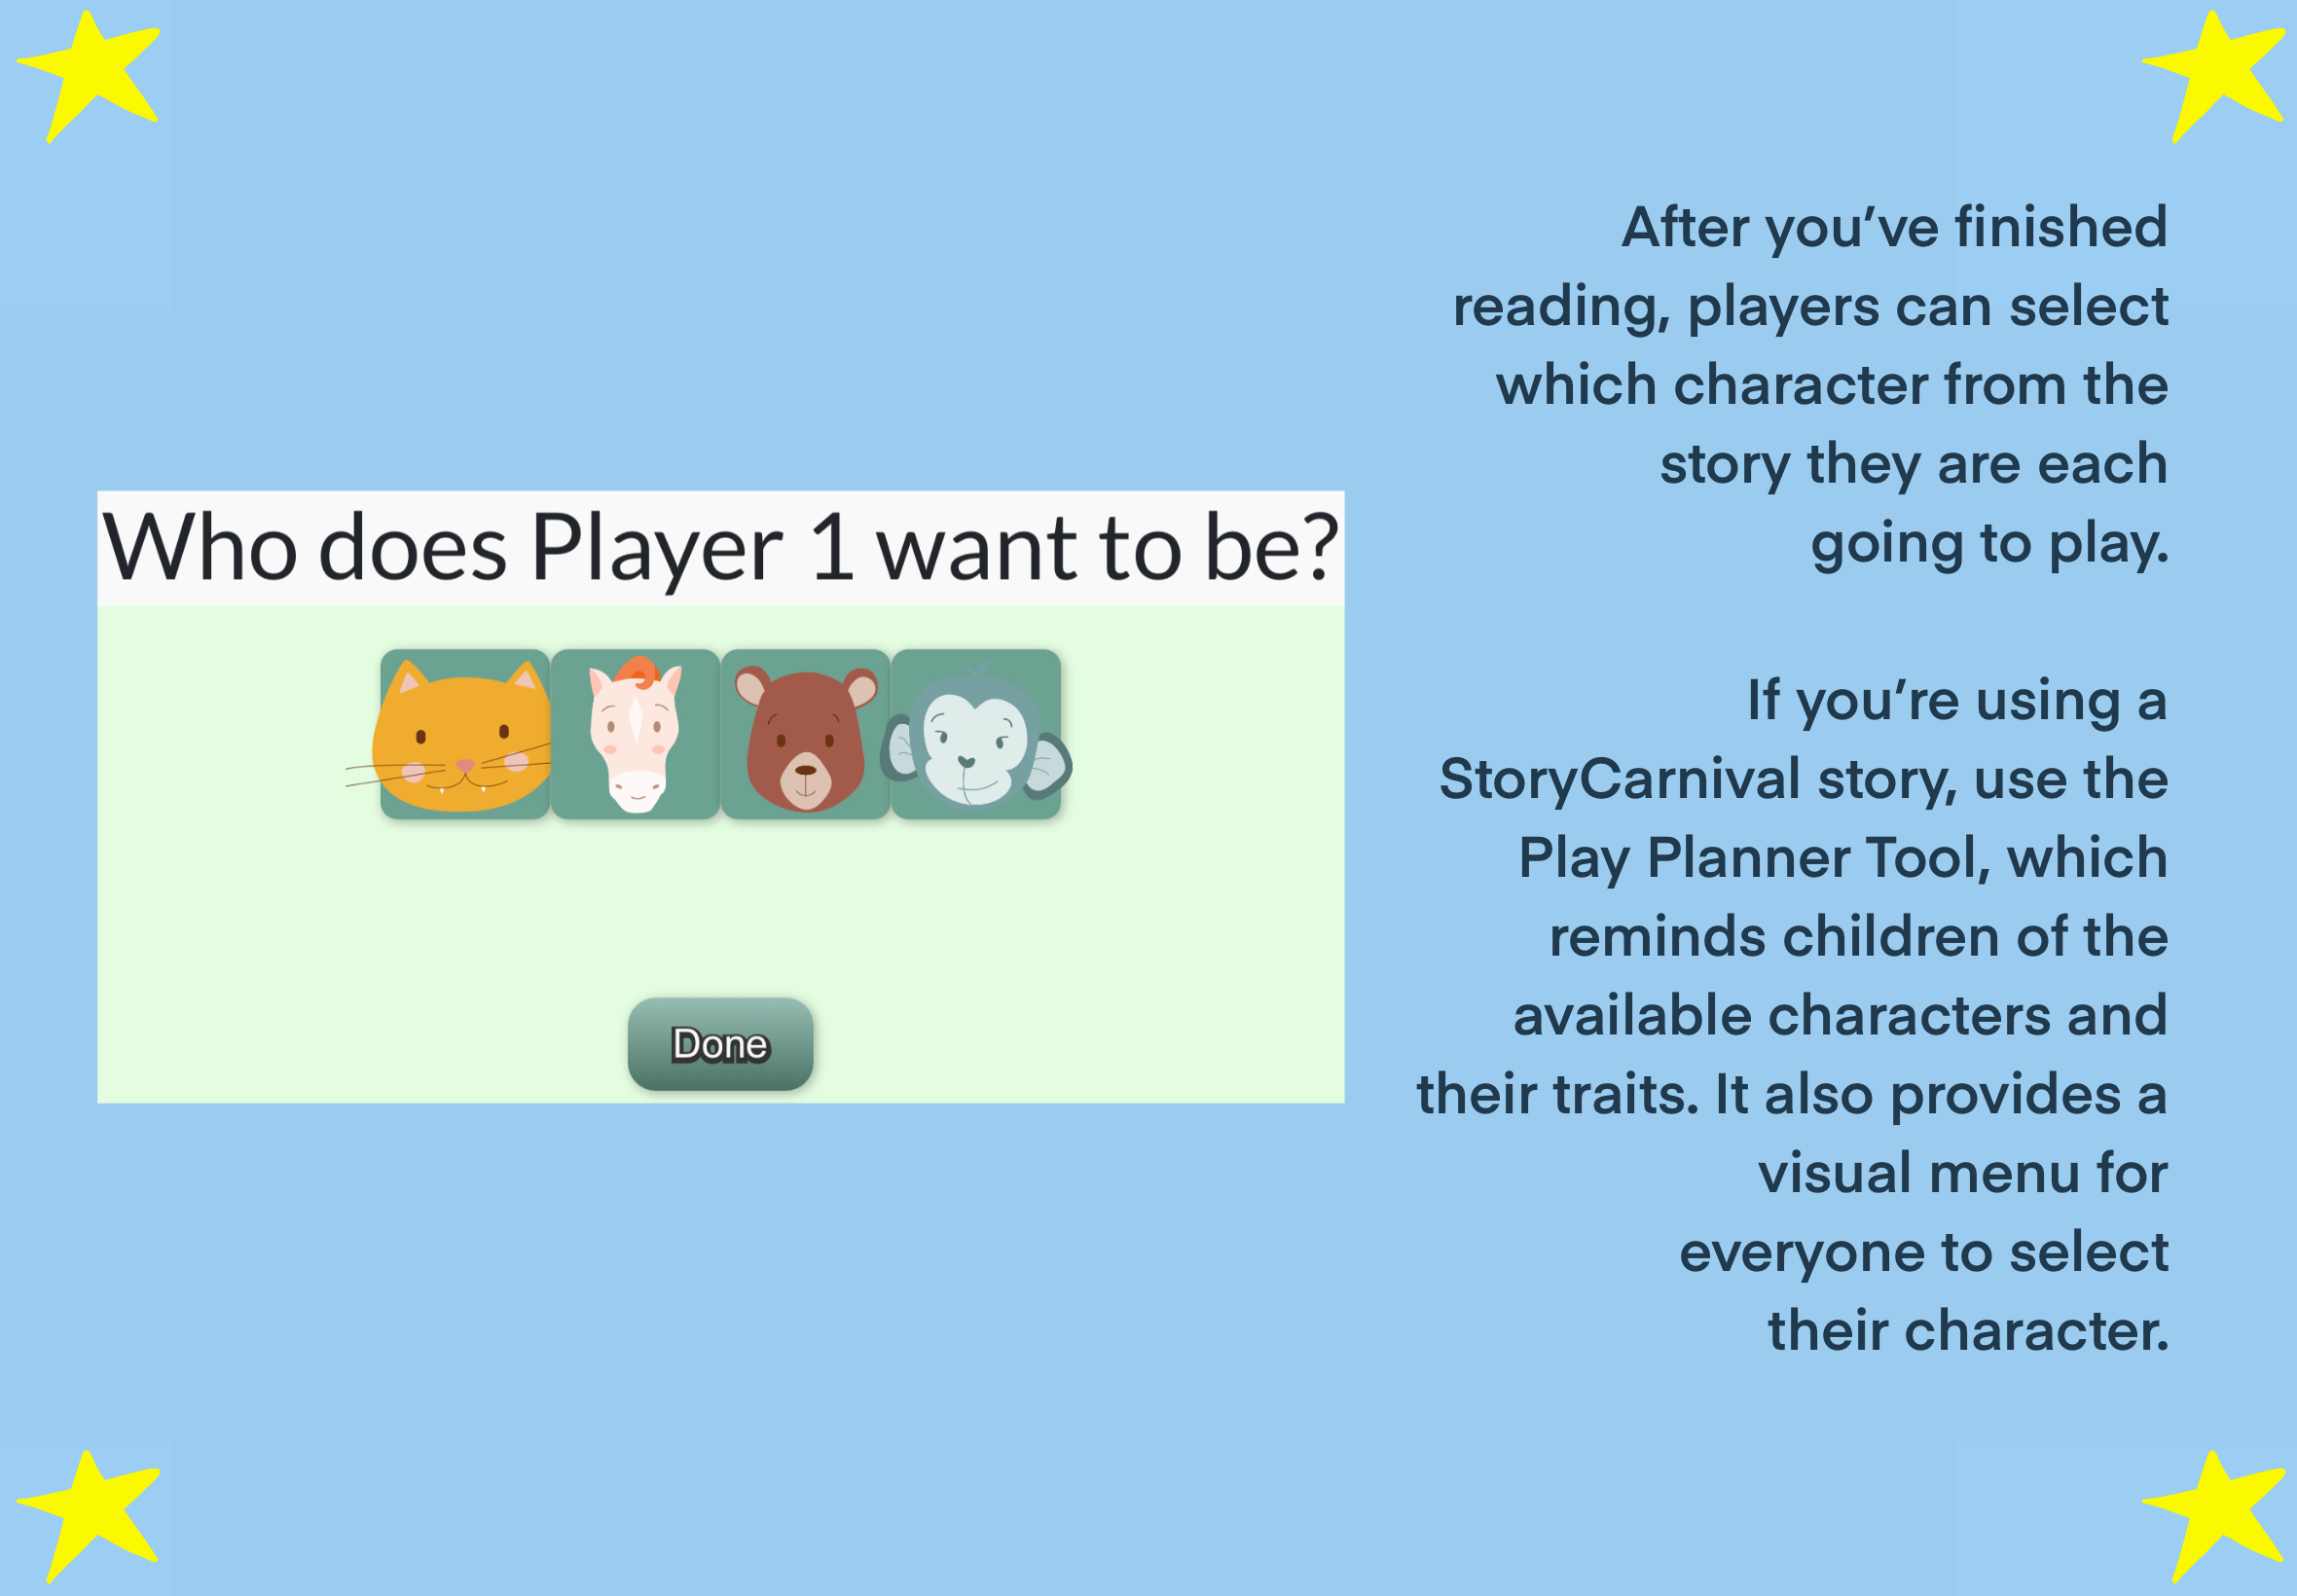 Who does Player 1 want to be?
Done
After you’ve finished
reading, players can select
which character from the
story they are each
going to play.
If you’re using a
StoryCarnival story, use the
Play Planner Tool, which
reminds children of the
available characters and
their traits. It also provides a
visual menu for
everyone to select
their character.